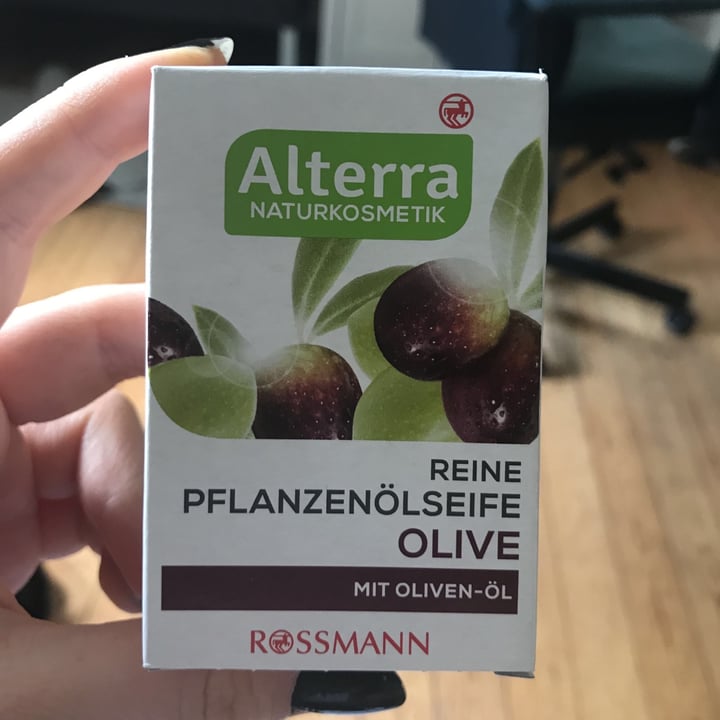 Alterra
NATURKOSMETIK
REINE
PFLANZENÖLSEIFE
OLIVE
MIT OLIVEN-ÖL
ROSSMANN